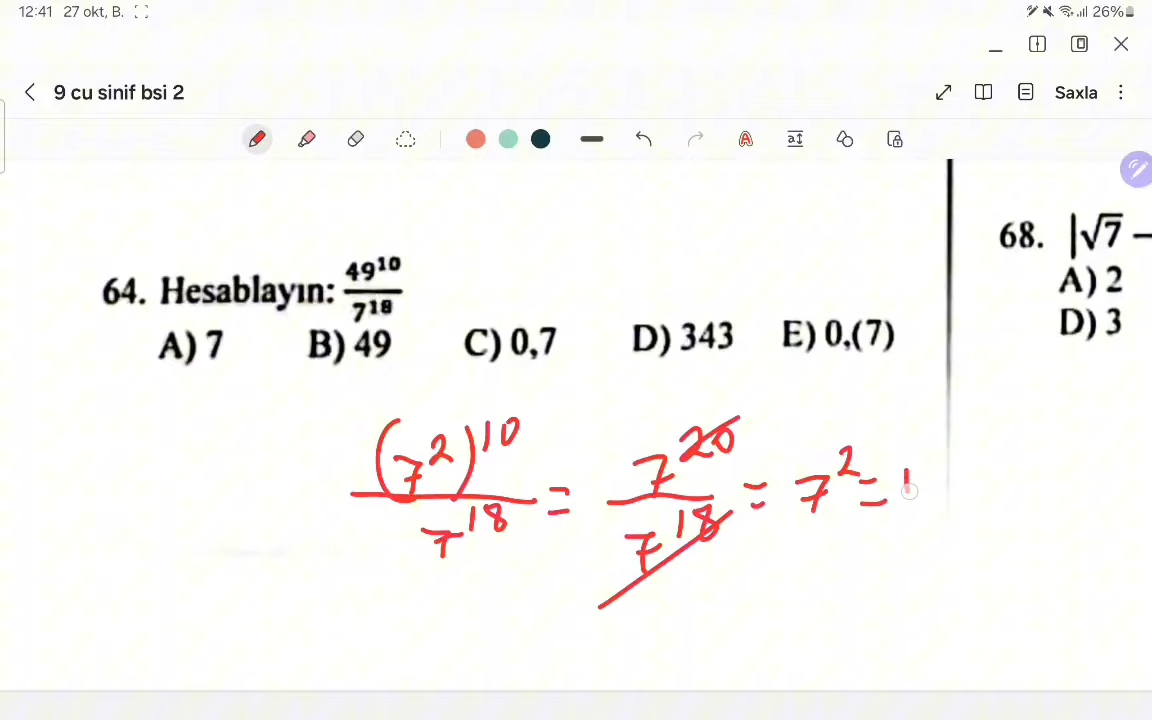 12:41 27 okt, B. 26%
9 cu sinif bsi 2 Saxla
64. Hesablayın: 49¹⁰/7¹⁸
A) 7 B) 49 C) 0,7 D) 343 E) 0,(7)
(7²)¹⁰/7¹⁸ = 7²⁰/7¹⁸ = 7² =
68. |√7 −
A) 2
D) 3